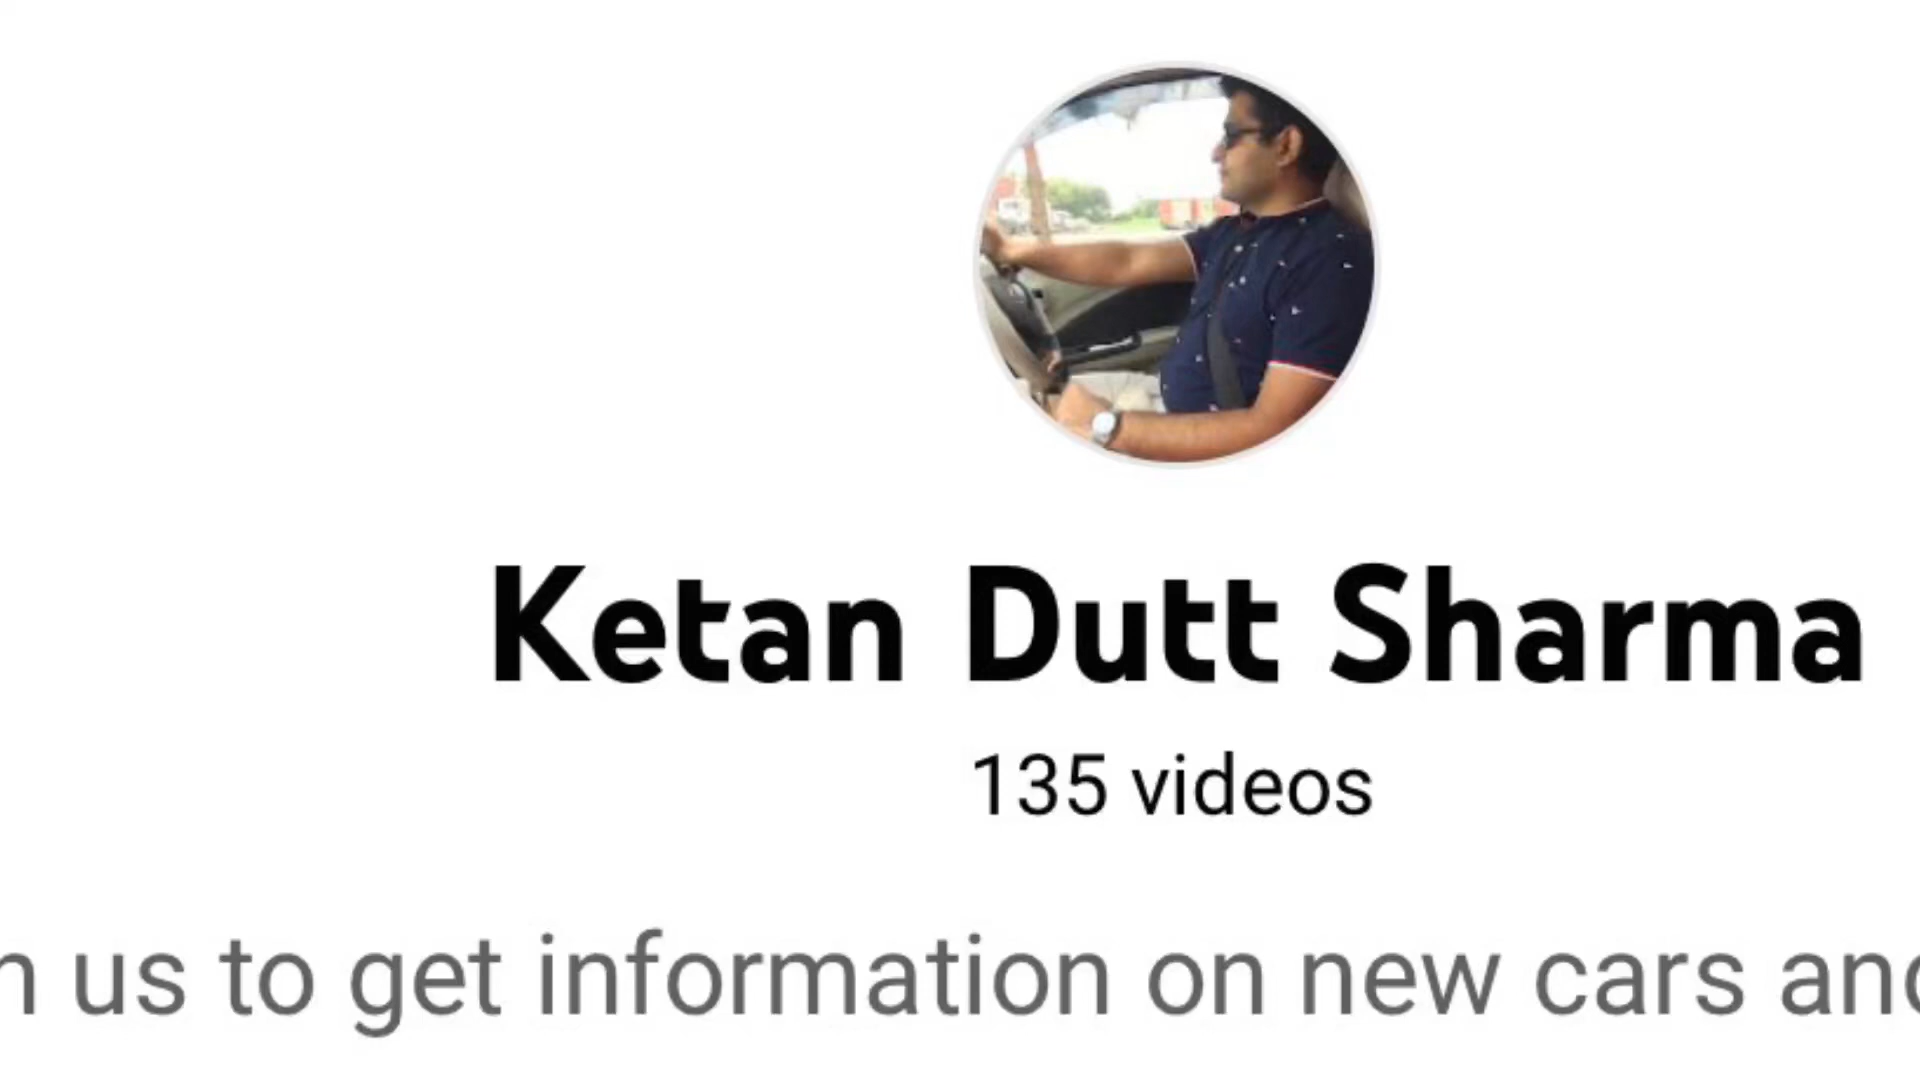 Ketan Dutt Sharma
135 videos
us to get information on new cars